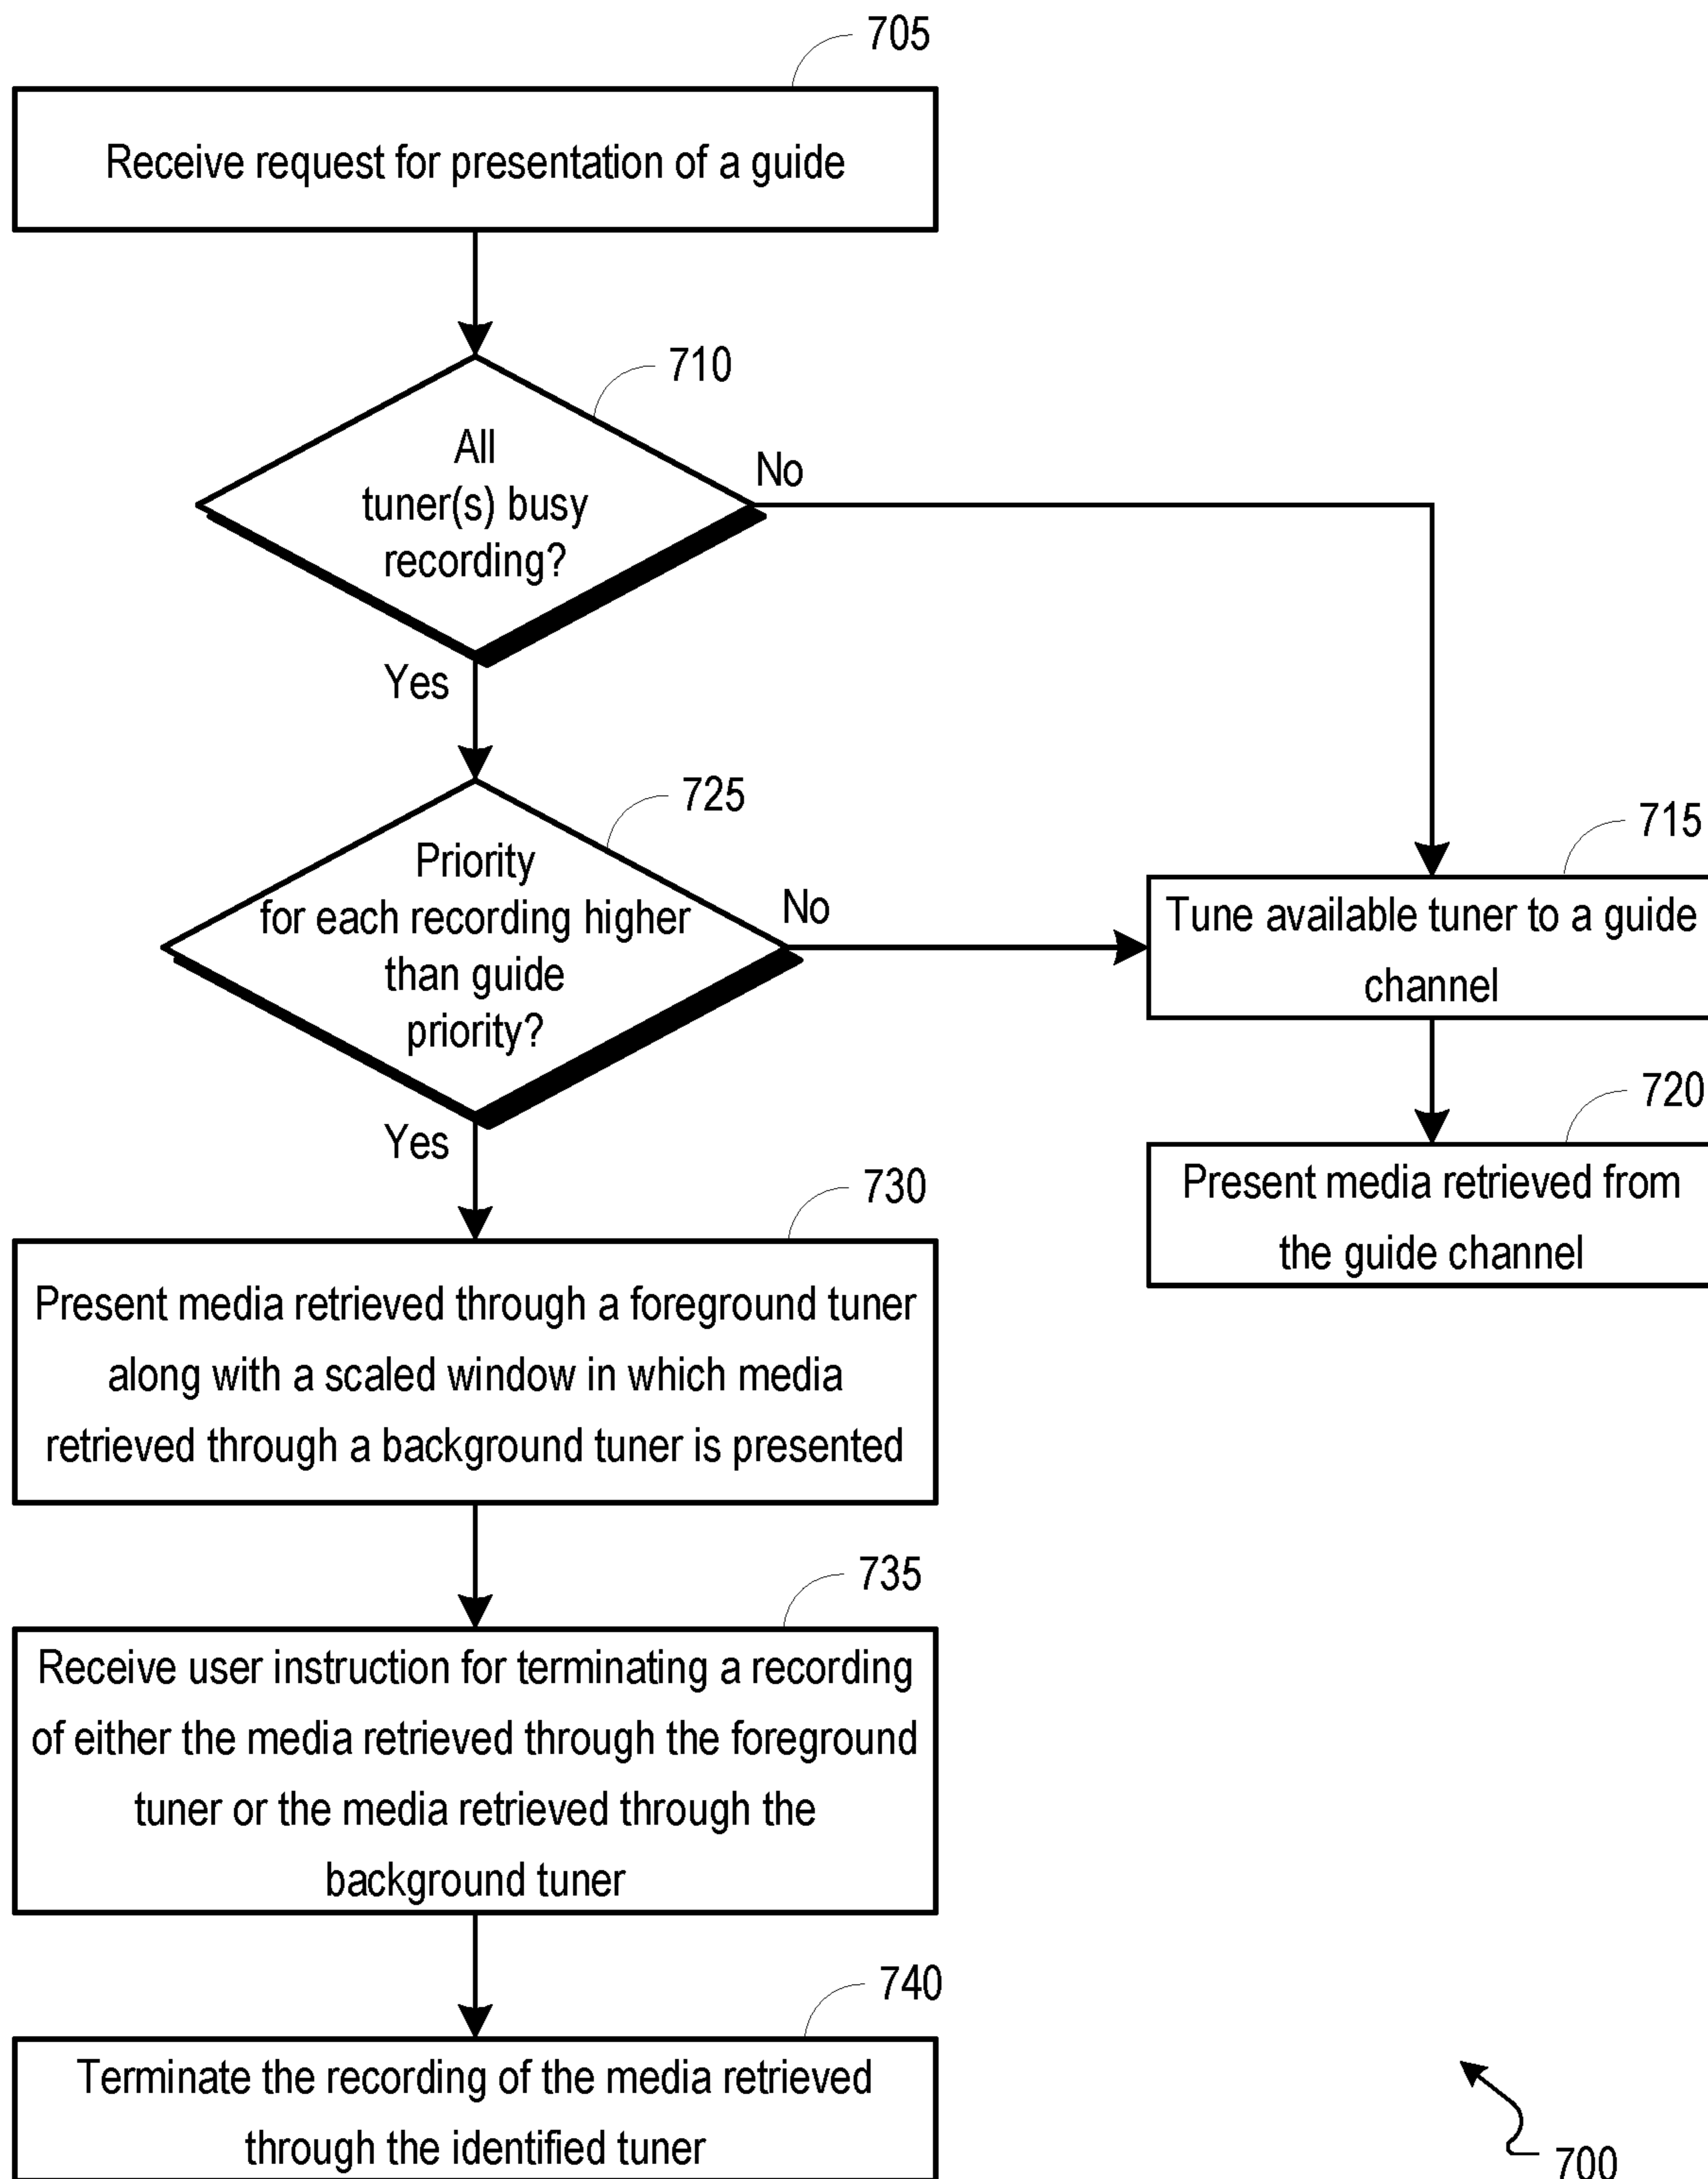 705
Receive request for presentation of a guide
710
All
tuner(s) busy
recording?
No
Yes
725
Priority
for each recording higher
than guide
priority?
No
Yes
715
Tune available tuner to a guide
channel
720
Present media retrieved from
the guide channel
730
Present media retrieved through a foreground tuner
along with a scaled window in which media
retrieved through a background tuner is presented
735
Receive user instruction for terminating a recording
of either the media retrieved through the foreground
tuner or the media retrieved through the
background tuner
740
Terminate the recording of the media retrieved
through the identified tuner
700